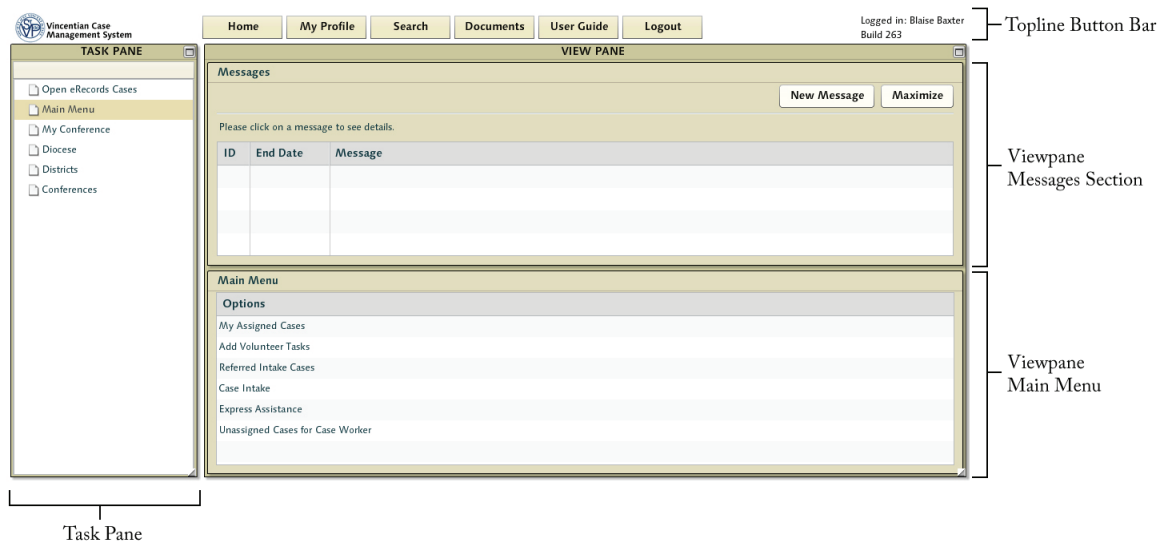 SVP
Vincentian Case
Management System
Home
My Profile
Search
Documents
User Guide
Logout
Logged in: Blaise Baxter
Build 263
Topline Button Bar
TASK PANE
Open eRecords Cases
Main Menu
My Conference
Diocese
Districts
Conferences
Task Pane
VIEW PANE
Messages
New Message
Maximize
Please click on a message to see details.
ID End Date Message
Viewpane
Messages Section
Main Menu
Options
My Assigned Cases
Add Volunteer Tasks
Referred Intake Cases
Case Intake
Express Assistance
Unassigned Cases for Case Worker
Viewpane
Main Menu